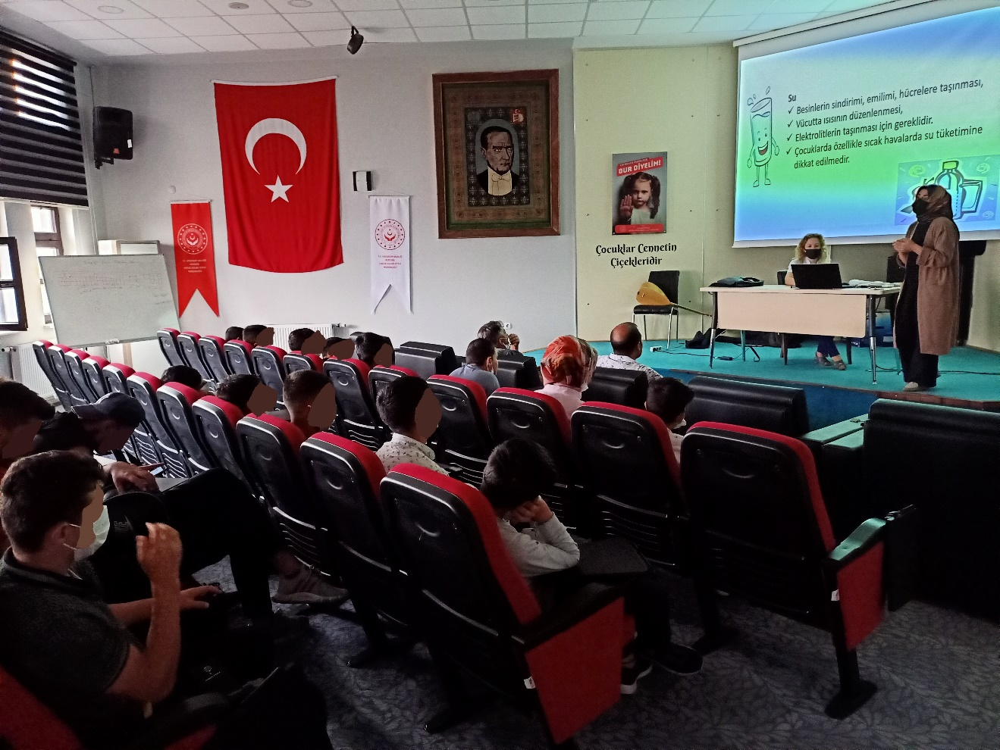 Su
✓ Besinlerin sindirimi, emilimi, hücrelere taşınması,
✓ Vücutta ısısının düzenlenmesi,
✓ Elektrolitlerin taşınması için gereklidir.
✓ Çocuklarda özellikle sıcak havalarda su tüketimine
dikkat edilmedir.
DUR DİYELİM!
Çocuklar Cennetin
Çiçekleridir